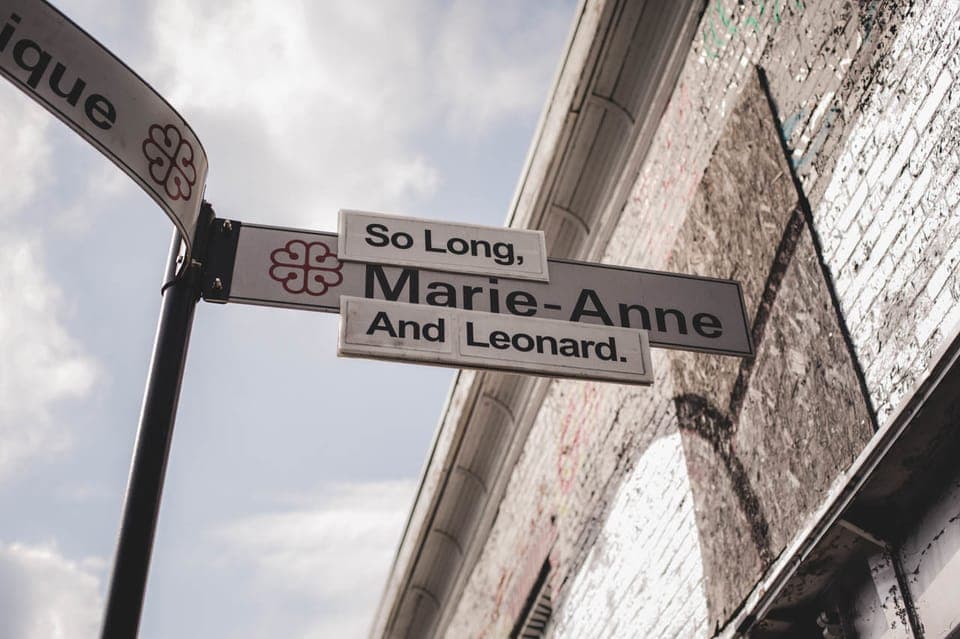 ique
So Long,
Marie-Anne
And Leonard.